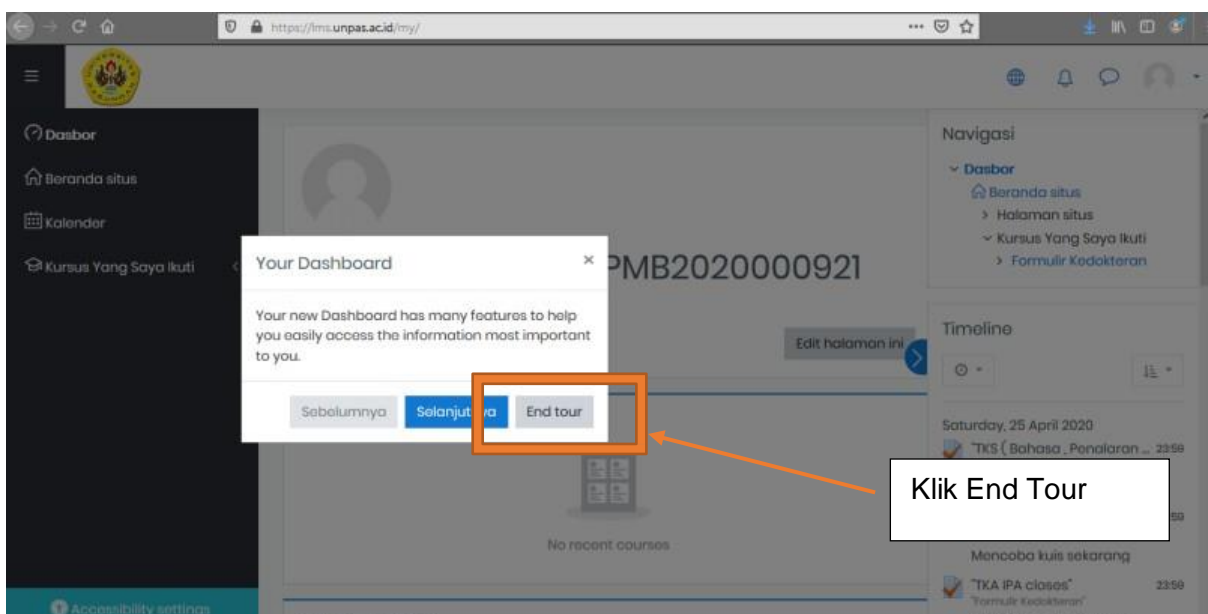 https://lms.unpas.ac.id/my/
Dasbor
Beranda situs
Kalender
Kursus Yang Saya Ikuti
Accessibility settings
PMB2020000921
Edit halaman ini
Your Dashboard
Your new Dashboard has many features to help
you easily access the information most important
to you.
Sebelumnya
Selanjutnya
End tour
No recent courses
Navigasi
Dasbor
Beranda situs
Halaman situs
Kursus Yang Saya Ikuti
Formulir Kedokteran
Timeline
Saturday, 25 April 2020
"TKS ( Bahasa , Penalaran ... 23:59
Klik End Tour
:59
Mencoba kuis sekarang
"TKA IPA closes" 23:59
"Formulir Kedokteran"